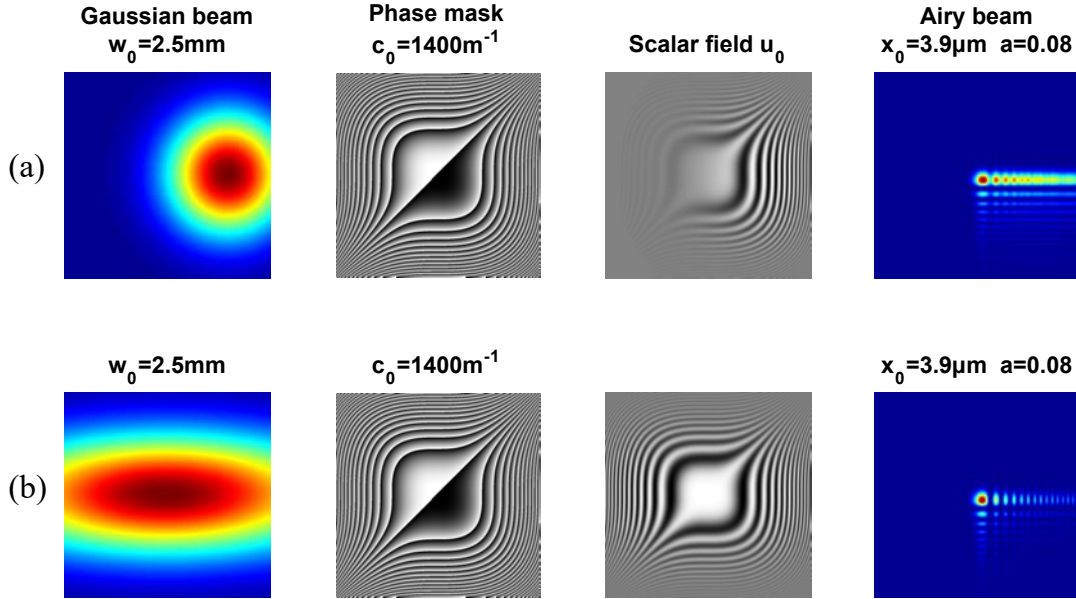 Gaussian beam
w₀=2.5mm
Phase mask
c₀=1400m⁻¹
Scalar field u₀
Airy beam
x₀=3.9µm a=0.08
(a)
w₀=2.5mm
c₀=1400m⁻¹
x₀=3.9µm a=0.08
(b)